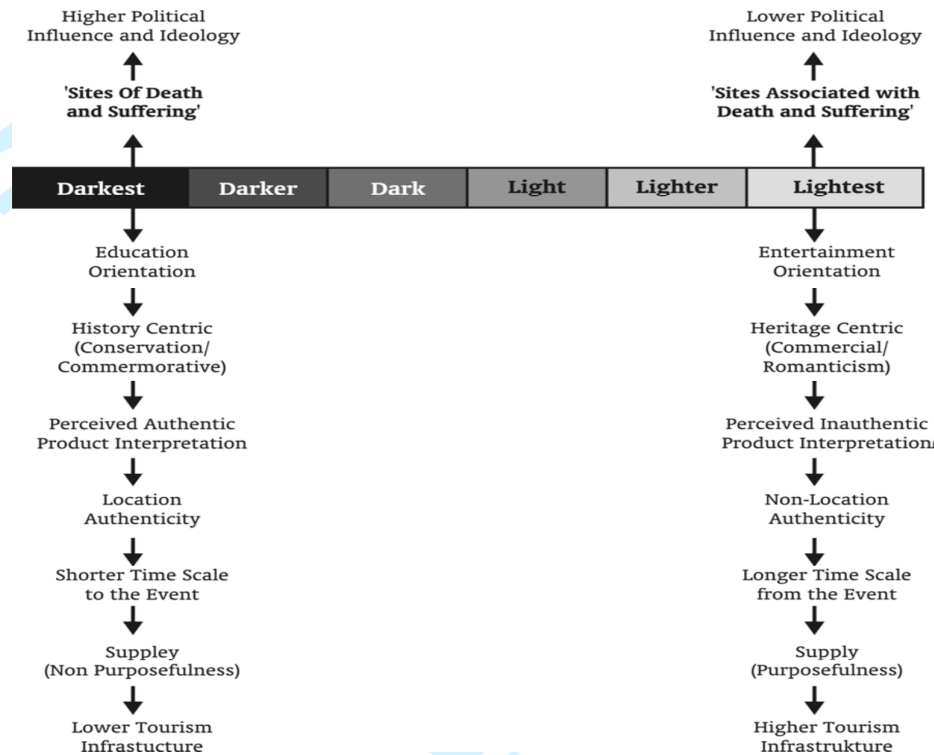 Higher Political
Influence and Ideology
Lower Political
Influence and Ideology
'Sites Of Death
and Suffering'
'Sites Associated with
Death and Suffering'
Darkest
Darker
Dark
Light
Lighter
Lightest
Education
Orientation
Entertainment
Orientation
History Centric
(Conservation/
Commermorative)
Heritage Centric
(Commercial/
Romanticism)
Perceived Authentic
Product Interpretation
Perceived Inauthentic
Product Interpretation
Location
Authenticity
Non-Location
Authenticity
Shorter Time Scale
to the Event
Longer Time Scale
from the Event
Suppley
(Non Purposefulness)
Supply
(Purposefulness)
Lower Tourism
Infrastucture
Higher Tourism
Infrastrukture